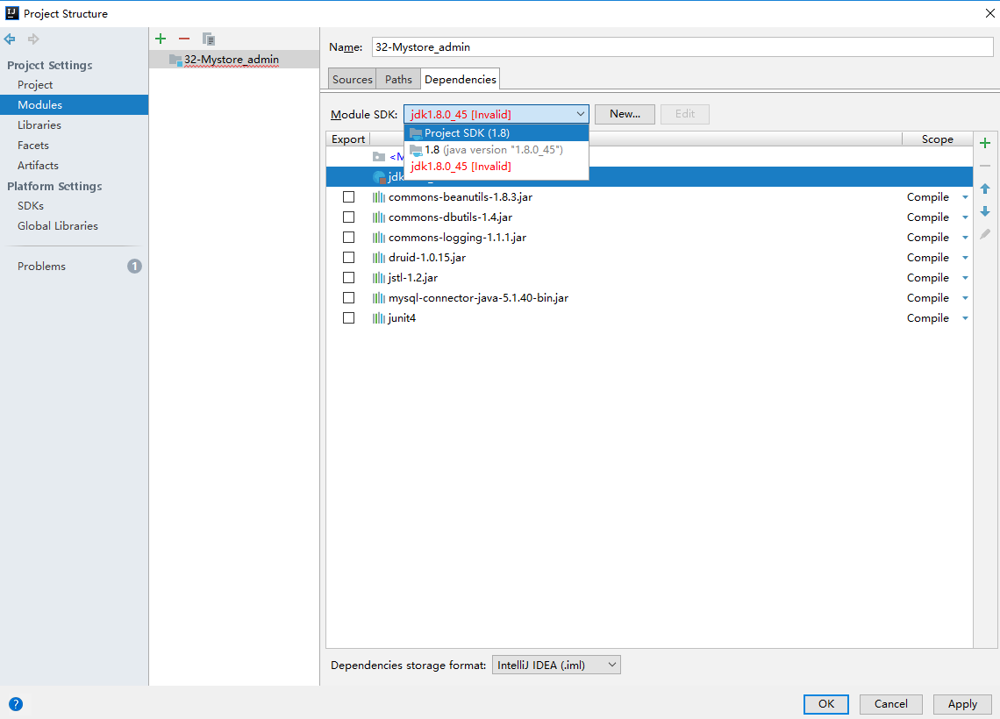 Project Structure
Project Settings
Project
Modules
Libraries
Facets
Artifacts
Platform Settings
SDKs
Global Libraries
Problems 1
32-Mystore_admin
Name: 32-Mystore_admin
Sources Paths Dependencies
Module SDK: jdk1.8.0_45 [Invalid] New... Edit
Project SDK (1.8)
1.8 (java version "1.8.0_45")
jdk1.8.0_45 [Invalid]
Export Scope
<M
jdk
commons-beanutils-1.8.3.jar Compile
commons-dbutils-1.4.jar Compile
commons-logging-1.1.1.jar Compile
druid-1.0.15.jar Compile
jstl-1.2.jar Compile
mysql-connector-java-5.1.40-bin.jar Compile
junit4 Compile
Dependencies storage format: IntelliJ IDEA (.iml)
? OK Cancel Apply